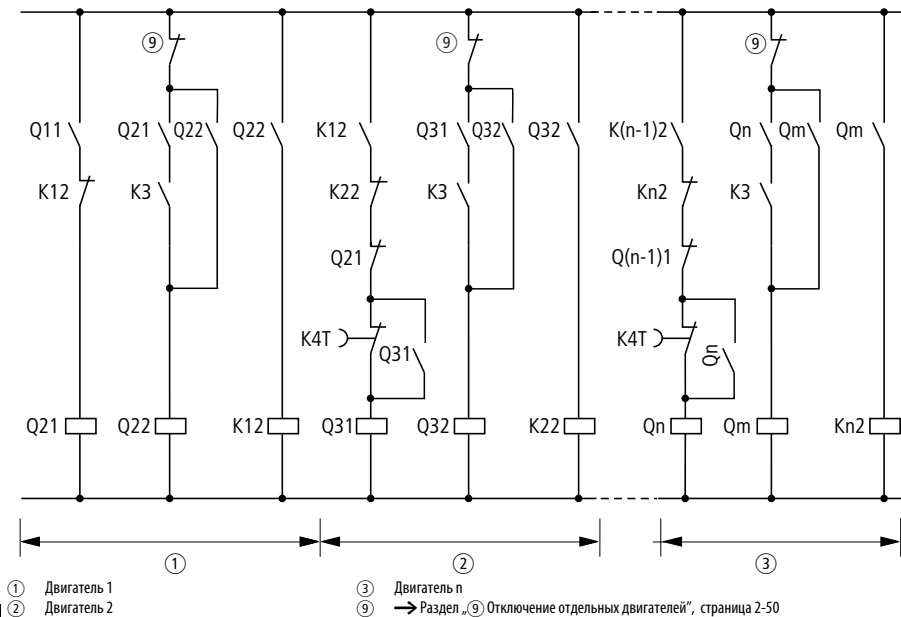 ⑨ ⑨ ⑨
Q11 Q21 Q22 Q22 K12 Q31 Q32 Q32 K(n-1)2 Qn Qm Qm
K12 K3 K22 K3 Kn2 K3
Q21 Q(n-1)1
K4T Q31 K4T Qn
Q21 Q22 K12 Q31 Q32 K22 Qn Qm Kn2
① ② ③
① Двигатель 1
② Двигатель 2
③ Двигатель n
⑨ → Раздел „⑨ Отключение отдельных двигателей”, страница 2-50